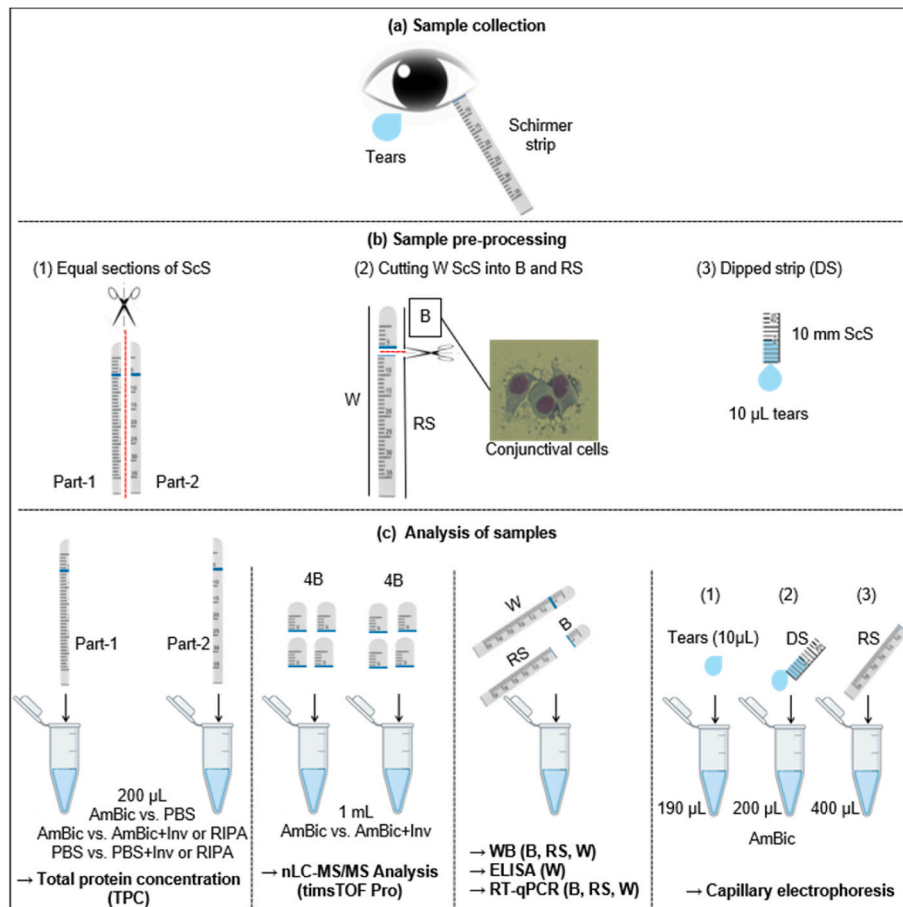 (a) Sample collection
Tears
Schirmer
strip
(b) Sample pre-processing
(1) Equal sections of ScS
(2) Cutting W ScS into B and RS
(3) Dipped strip (DS)
B
10 mm ScS
W
RS
10 µL tears
Part-1
Part-2
Conjunctival cells
(c) Analysis of samples
Part-1
Part-2
200 µL
AmBic vs. PBS
AmBic vs. AmBic+Inv or RIPA
PBS vs. PBS+Inv or RIPA
→ Total protein concentration
(TPC)
4B
4B
1 mL
AmBic vs. AmBic+Inv
→ nLC-MS/MS Analysis
(timsTOF Pro)
W
B
RS
→ WB (B, RS, W)
→ ELISA (W)
→ RT-qPCR (B, RS, W)
(1)
(2)
(3)
Tears (10µL)
DS
RS
190 µL
200 µL
400 µL
AmBic
→ Capillary electrophoresis